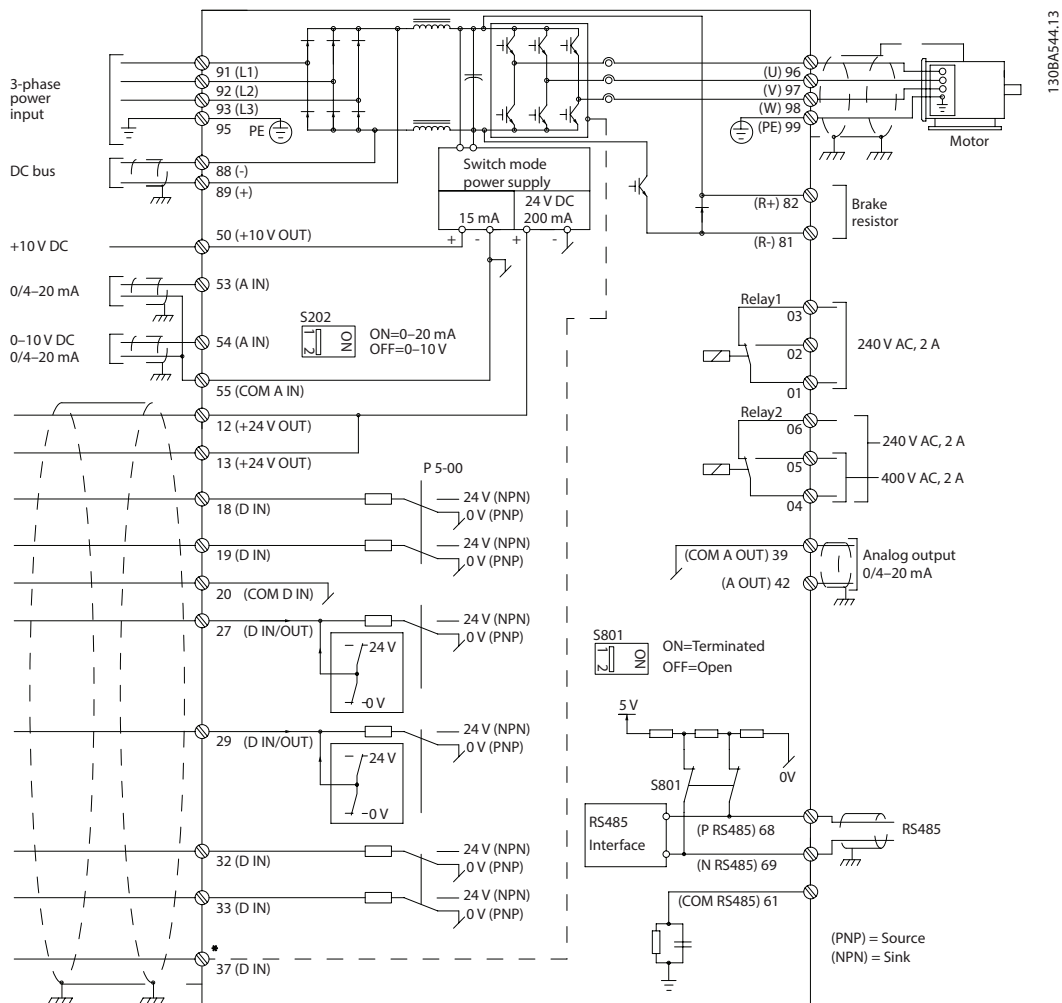 130BA544.13
3-phase
power
input
91 (L1)
92 (L2)
93 (L3)
95 PE
DC bus
88 (-)
89 (+)
+10 V DC
50 (+10 V OUT)
0/4–20 mA
53 (A IN)
0–10 V DC
0/4–20 mA
54 (A IN)
55 (COM A IN)
12 (+24 V OUT)
13 (+24 V OUT)
18 (D IN)
19 (D IN)
20 (COM D IN)
27 (D IN/OUT)
29 (D IN/OUT)
32 (D IN)
33 (D IN)
*
37 (D IN)
S202
1 2 ON
ON=0–20 mA
OFF=0–10 V
Switch mode
power supply
24 V DC
15 mA 200 mA
+ - + -
P 5-00
24 V (NPN)
0 V (PNP)
24 V (NPN)
0 V (PNP)
24 V (NPN)
0 V (PNP)
24 V
0 V
24 V (NPN)
0 V (PNP)
24 V
0 V
24 V (NPN)
0 V (PNP)
24 V (NPN)
0 V (PNP)
(U) 96
(V) 97
(W) 98
(PE) 99
Motor
(R+) 82
Brake
resistor
(R-) 81
Relay1
03
02
01
240 V AC, 2 A
Relay2
06
05
04
240 V AC, 2 A
400 V AC, 2 A
(COM A OUT) 39
(A OUT) 42
Analog output
0/4–20 mA
S801
1 2 ON
ON=Terminated
OFF=Open
5 V
0V
S801
RS485
Interface
(P RS485) 68
(N RS485) 69
RS485
(COM RS485) 61
(PNP) = Source
(NPN) = Sink